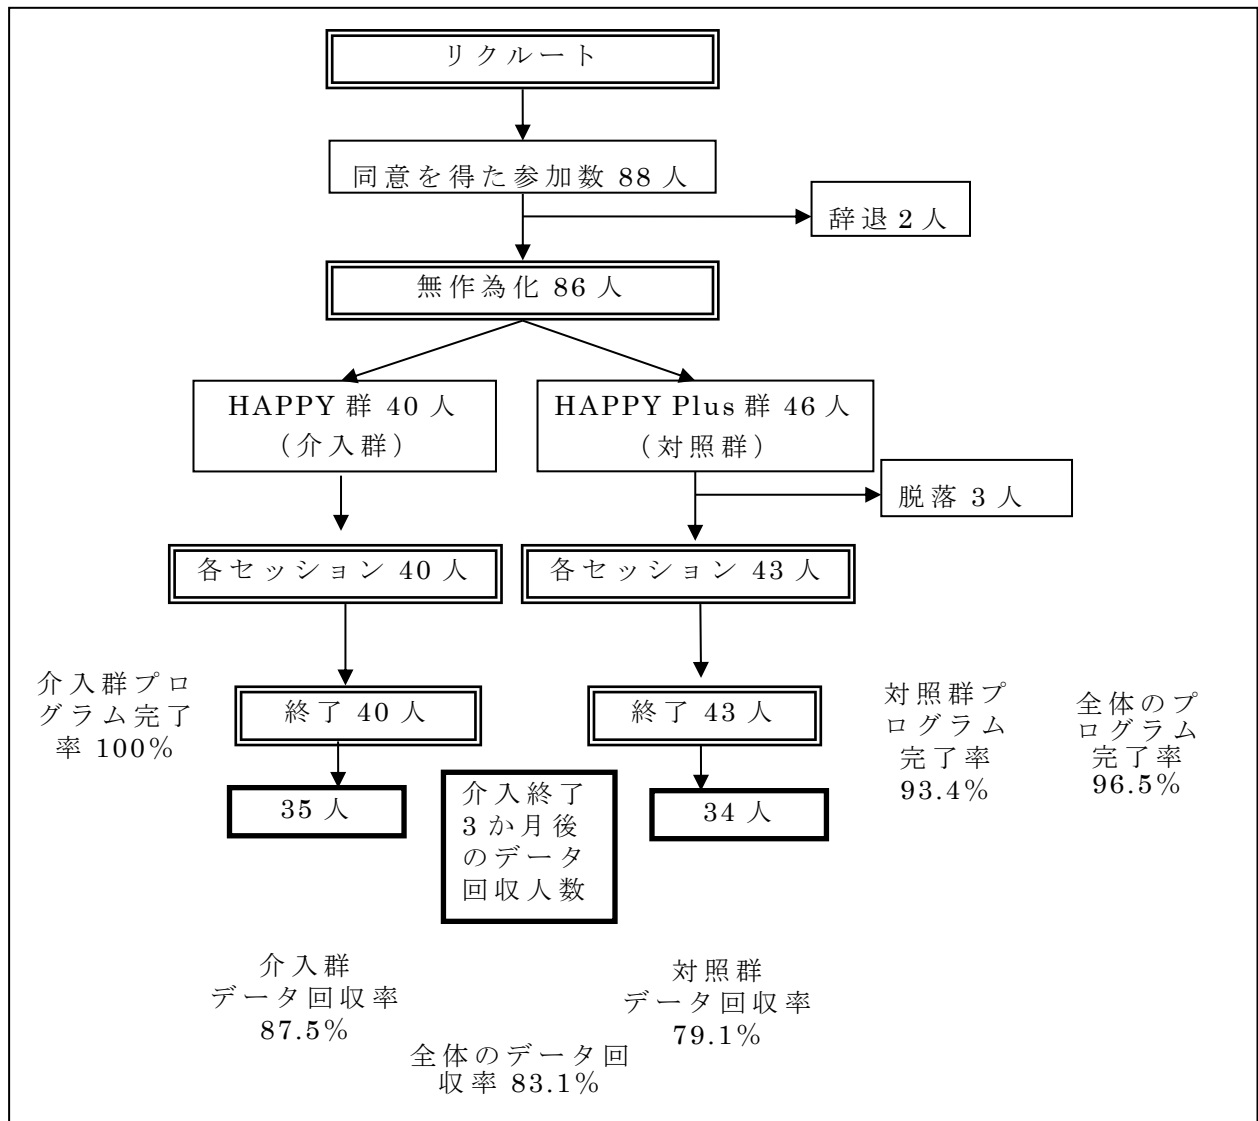 リクルート
同意を得た参加数 88 人
辞退 2 人
無作為化 86 人
HAPPY 群 40 人
（介入群）
HAPPY Plus 群 46 人
（対照群）
脱落 3 人
各セッション 40 人
各セッション 43 人
介入群プロ
グラム完了
率 100%
終了 40 人
終了 43 人
対照群プ
ログラム
完了率
93.4%
全体のプ
ログラム
完了率
96.5%
35 人
介入終了
3 か月後
のデータ
回収人数
34 人
介入群
データ回収率
87.5%
対照群
データ回収率
79.1%
全体のデータ回
収率 83.1%